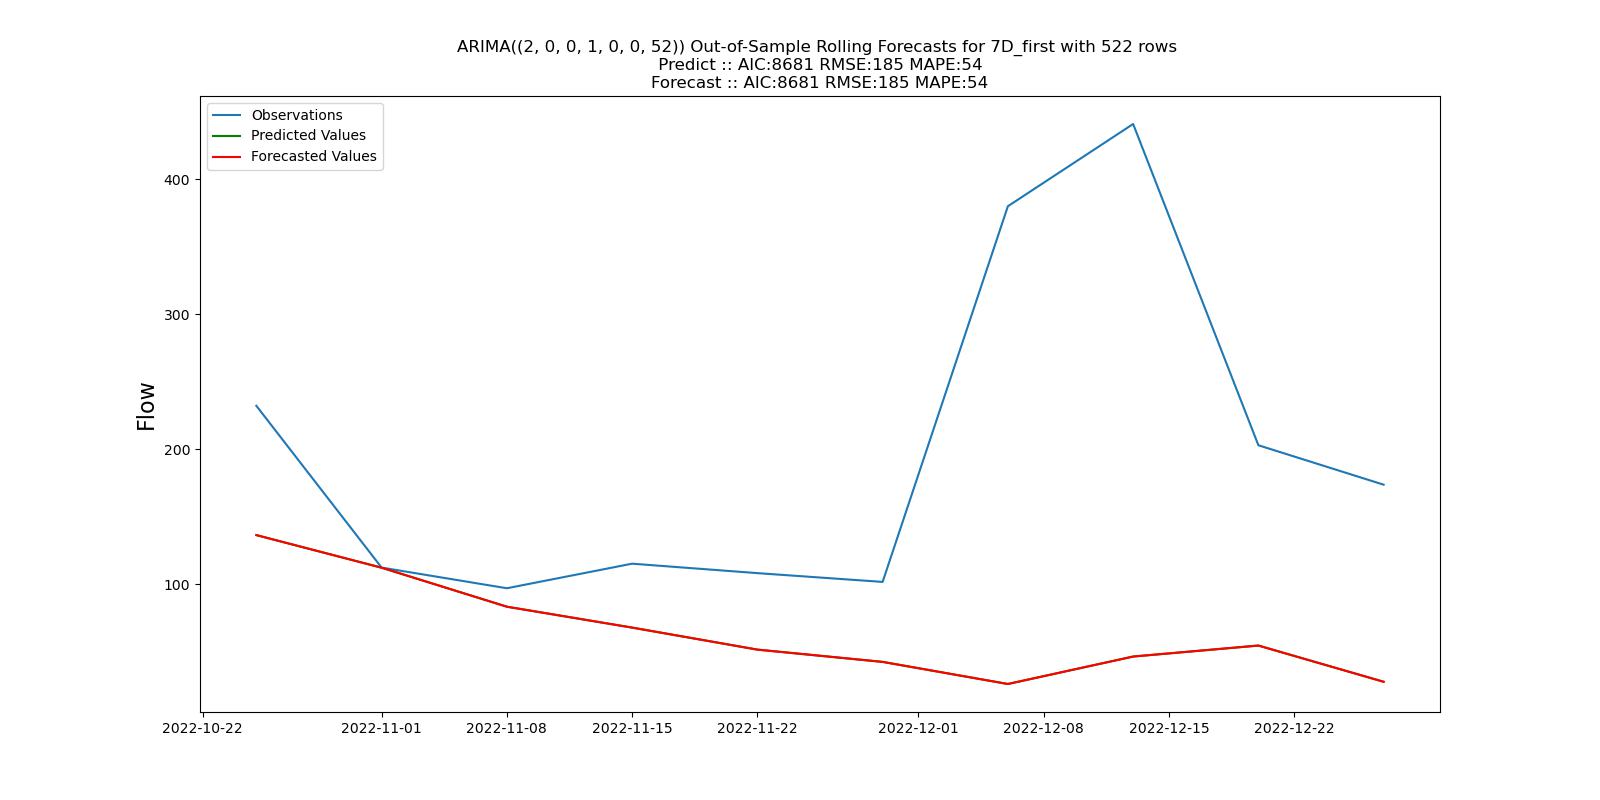 ARIMA((2, 0, 0, 1, 0, 0, 52)) Out-of-Sample Rolling Forecasts for 7D_first with 522 rows
Predict :: AIC:8681 RMSE:185 MAPE:54
Forecast :: AIC:8681 RMSE:185 MAPE:54
Observations
Predicted Values
Forecasted Values
400
300
200
100
Flow
2022-10-22 2022-11-01 2022-11-08 2022-11-15 2022-11-22 2022-12-01 2022-12-08 2022-12-15 2022-12-22